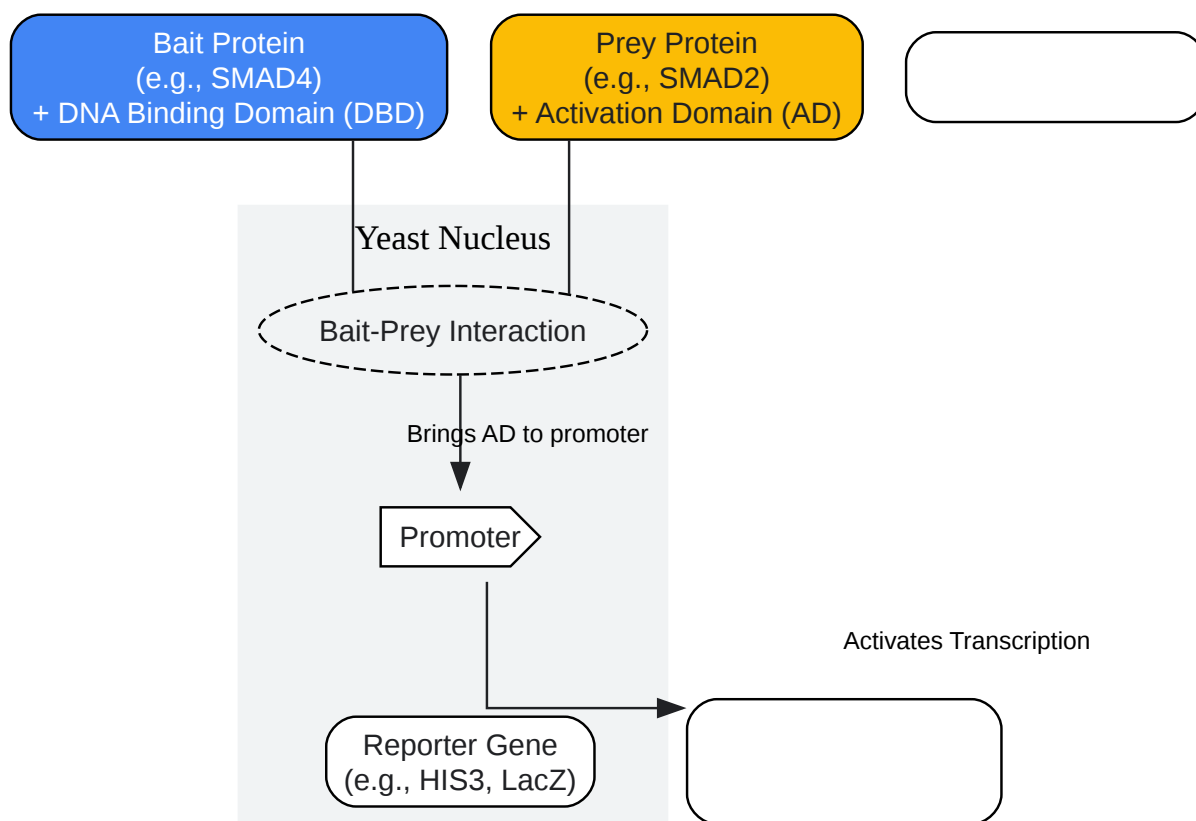 Bait Protein
(e.g., SMAD4)
+ DNA Binding Domain (DBD)
Prey Protein
(e.g., SMAD2)
+ Activation Domain (AD)
Yeast Nucleus
Bait-Prey Interaction
Brings AD to promoter
Promoter
Activates Transcription
Reporter Gene
(e.g., HIS3, LacZ)